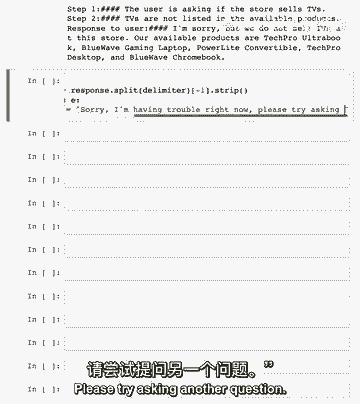 Step 1:#### The user is asking if the store sells TVs.
Step 2:#### TVs are not listed in the available products.
Response to user:#### I'm sorry, but we do not sell TVs at
t this store. Our available products are TechPro Ultraboo
k, BlueWave Gaming Laptop, PowerLite Convertible, TechPro
Desktop, and BlueWave Chromebook.
In [ ]:
response.split(delimiter)[-1].strip()
e:
= "Sorry, I'm having trouble right now, please try asking
In [ ]:
In [ ]:
In [ ]:
In [ ]:
In [ ]:
In [ ]:
In [ ]:
In [ ]:
In [ ]:
In [ ]:
In [ ]:
In [ ]:
请尝试提问另一个问题。”
Please try asking another question.